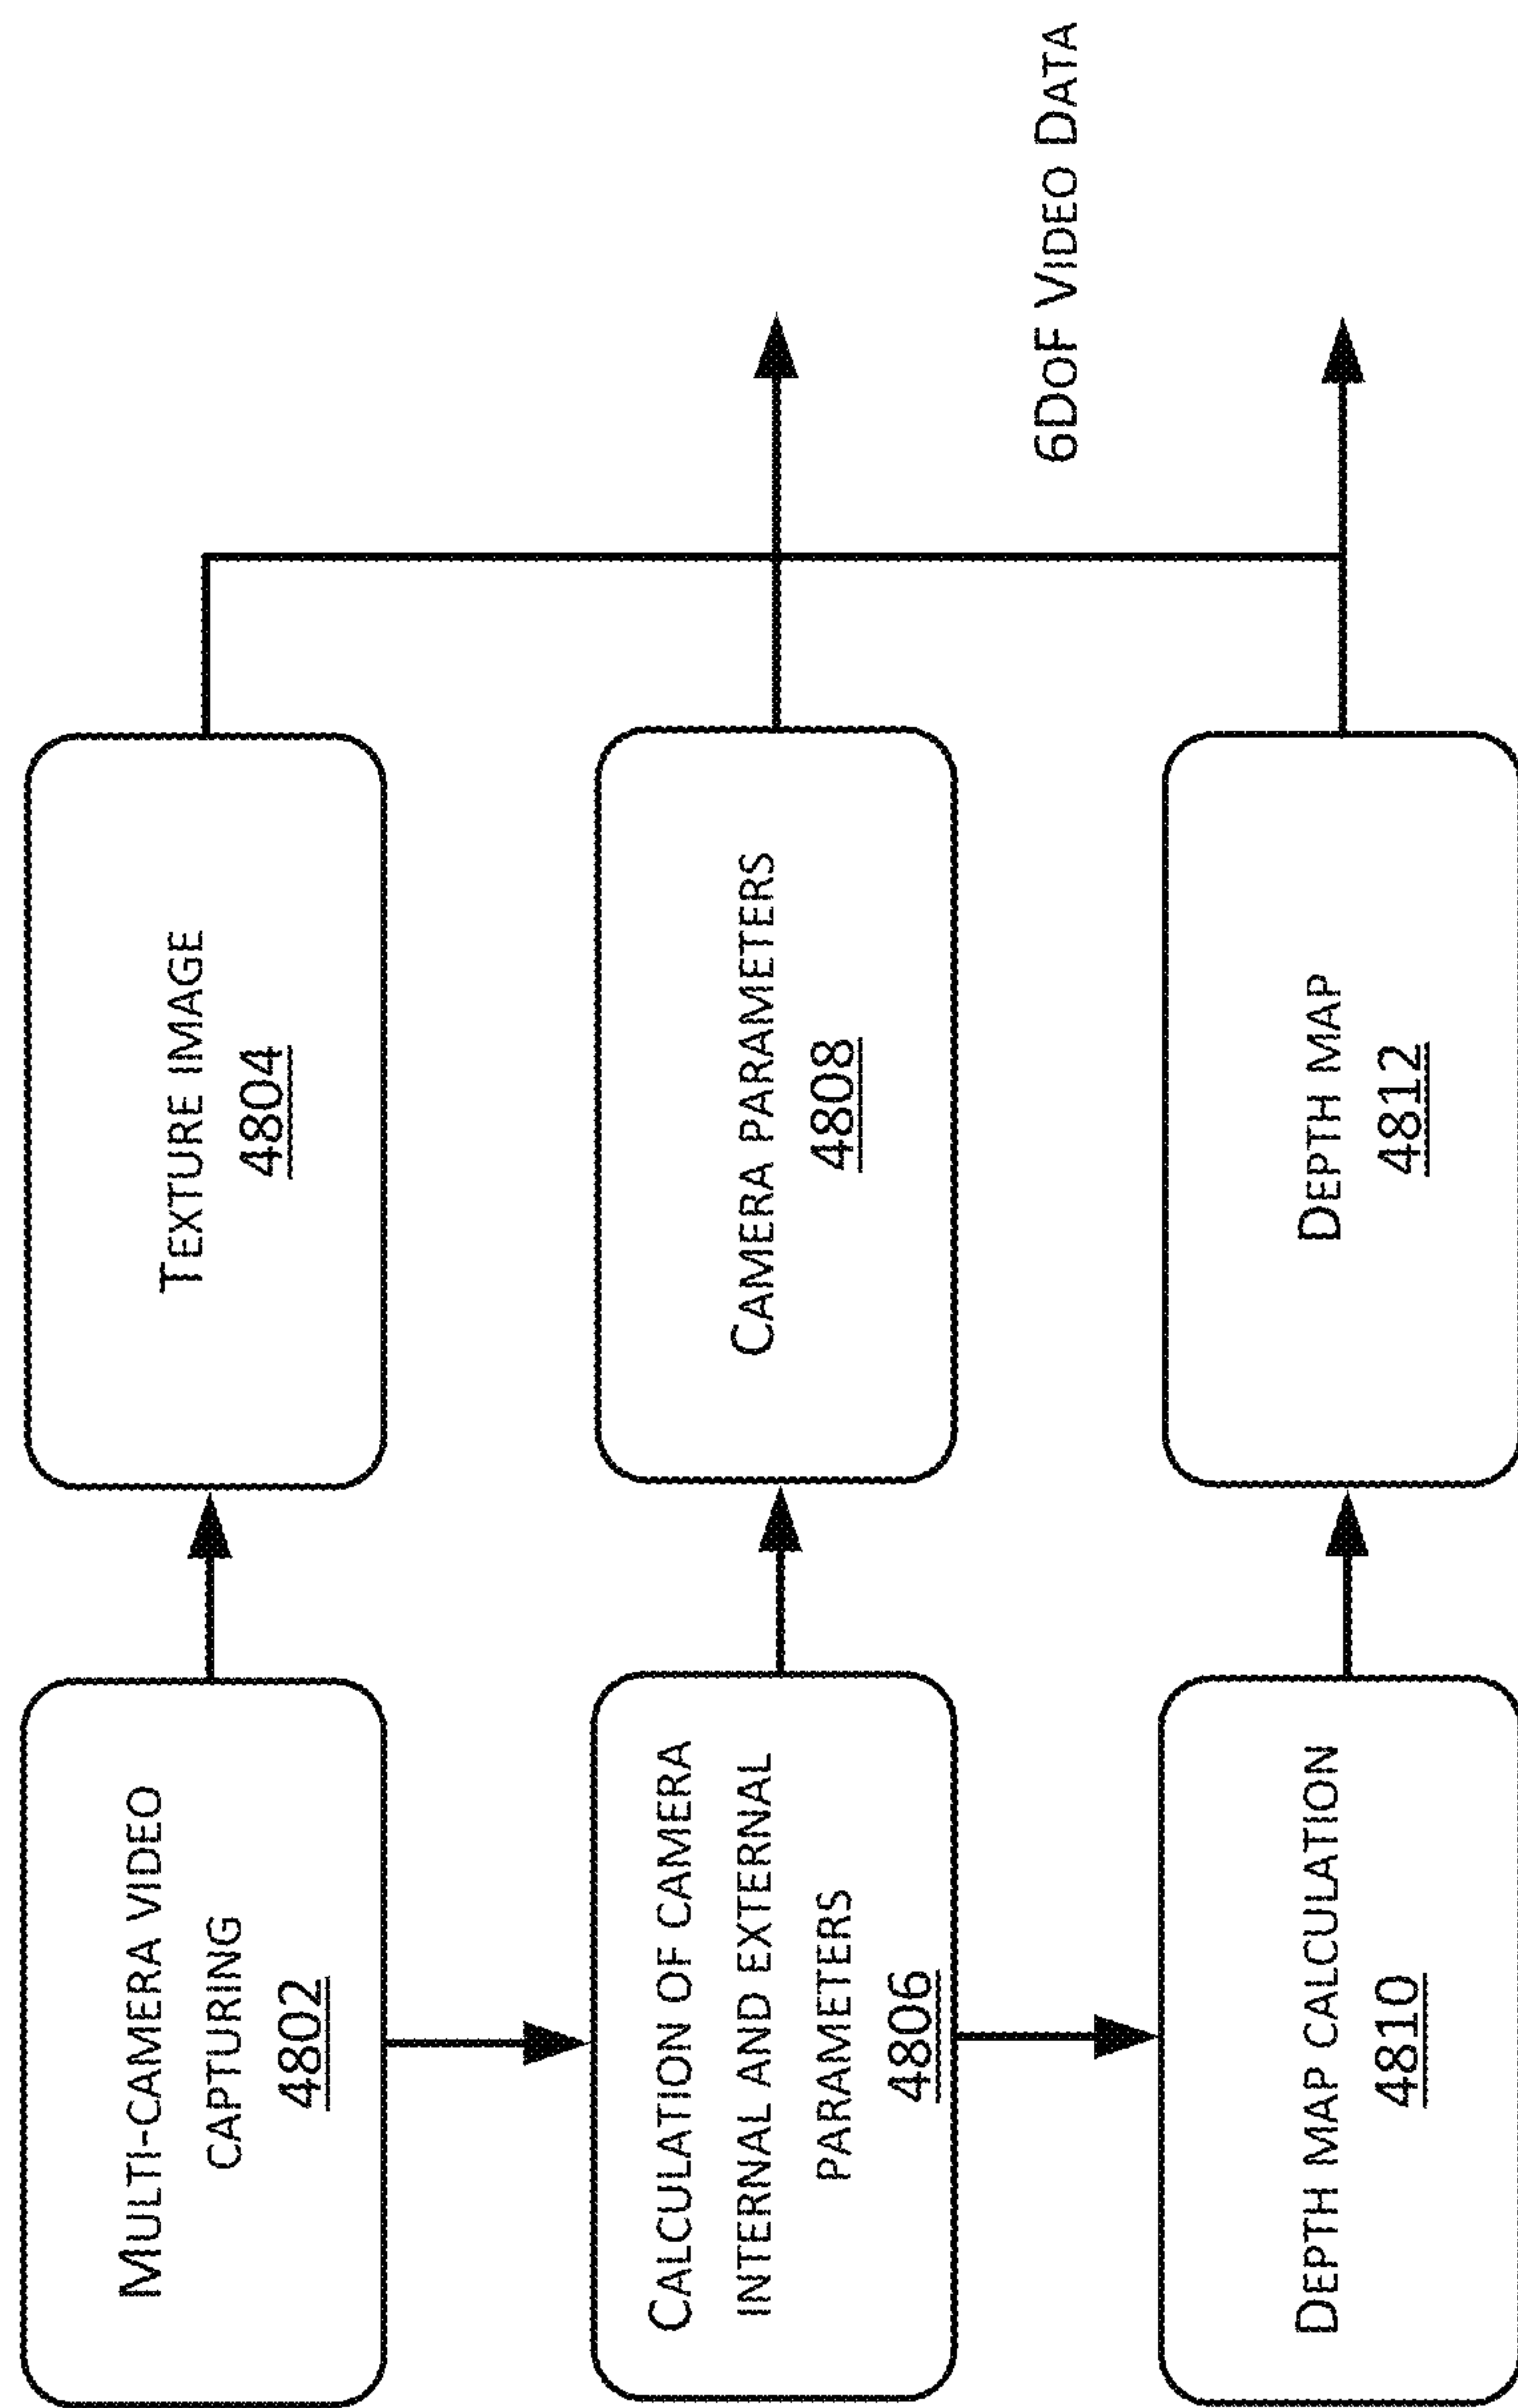 MULTI-CAMERA VIDEO
CAPTURING
4802
TEXTURE IMAGE
4804
CALCULATION OF CAMERA
INTERNAL AND EXTERNAL
PARAMETERS
4806
CAMERA PARAMETERS
4808
6DOF VIDEO DATA
DEPTH MAP CALCULATION
4810
DEPTH MAP
4812